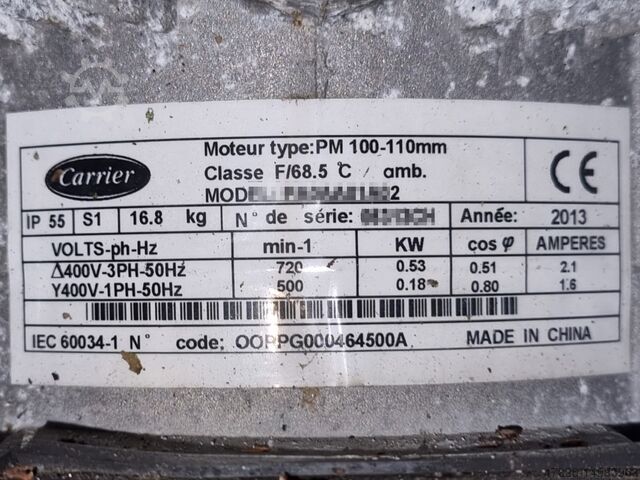 Moteur type:PM 100-110mm
Carrier
Classe F/68.5 ℃ / amb.
IP 55 S1 16.8 kg N° de série: Année: 2013
VOLTS-ph-Hz min-1 KW cos φ AMPERES
Δ400V-3PH-50Hz 720 0.53 0.51 2.1
Y400V-1PH-50Hz 500 0.18 0.80 1.6
IEC 60034-1 N° code: OOPPG000464500A MADE IN CHINA
CE